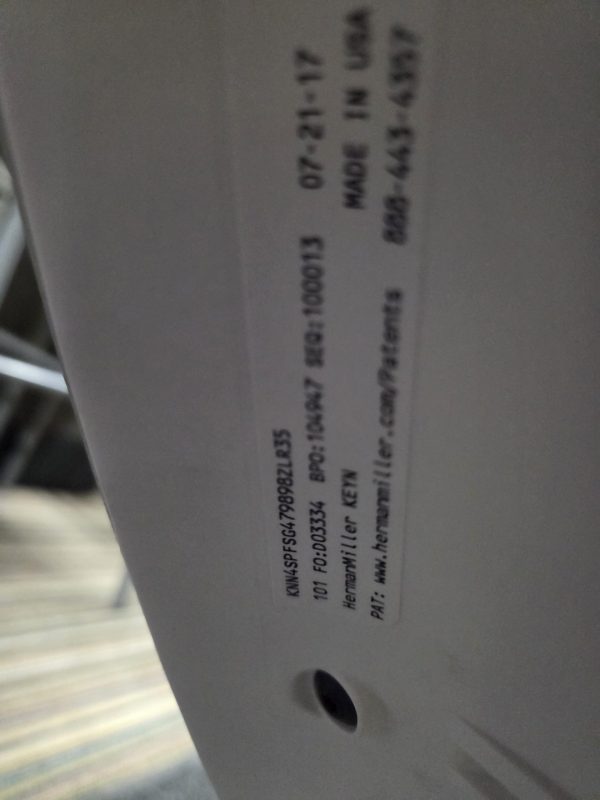 KNN4SPFSG479898ZLR35
101 FO:D03334 BPO:104947 SEQ:100013 07-21-17
HermanMiller KEYN MADE IN USA
PAT: www.hermanmiller.com/Patents 888-443-4357